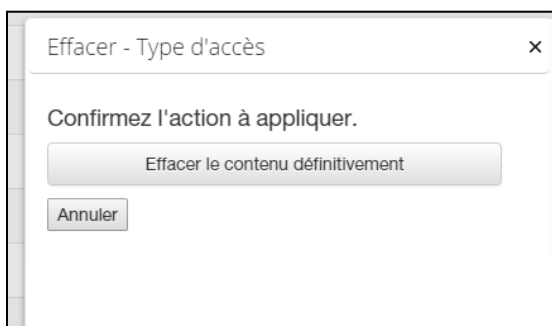 Effacer - Type d'accès ×
Confirmez l'action à appliquer.
Effacer le contenu définitivement
Annuler